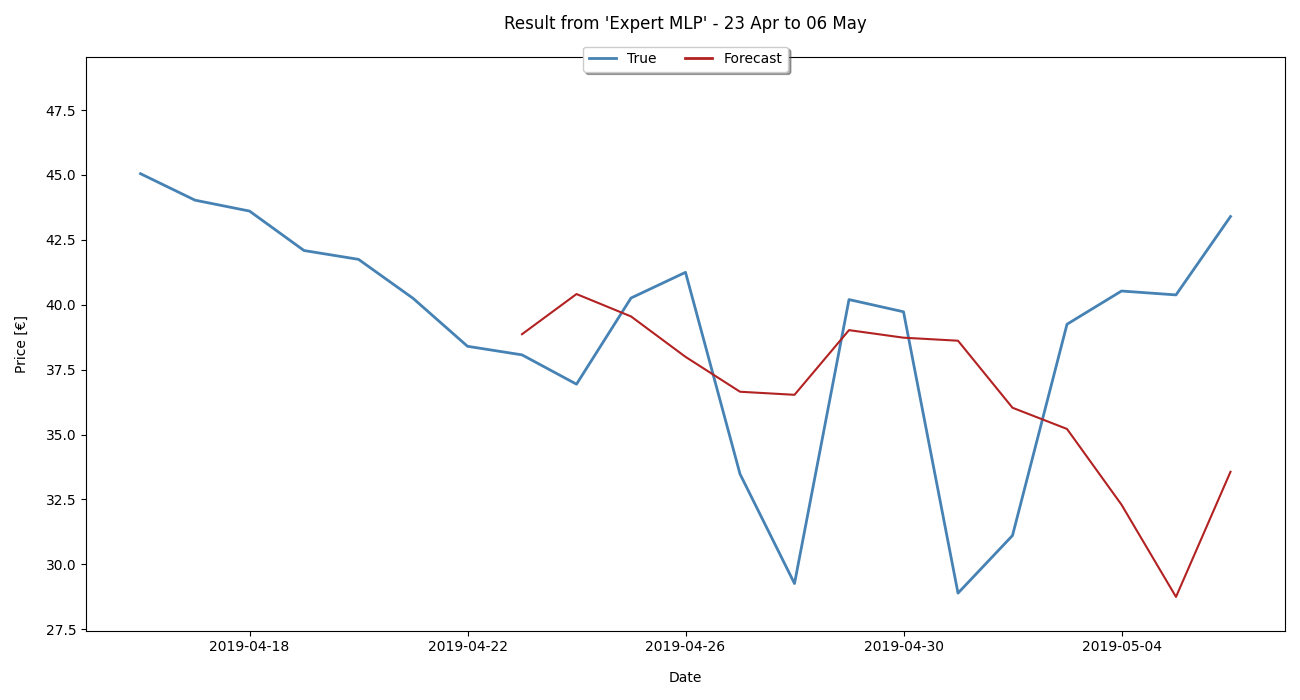 Result from 'Expert MLP' - 23 Apr to 06 May
True Forecast
47.5
45.0
42.5
40.0
37.5
35.0
32.5
30.0
27.5
Price [€]
2019-04-18 2019-04-22 2019-04-26 2019-04-30 2019-05-04
Date